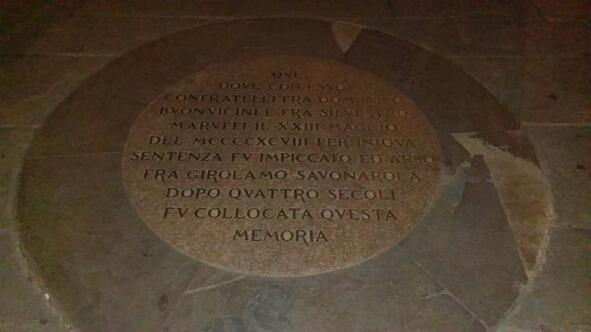 QVI
DOVE CON I SVOI
CONFRATELLI FRA DOMENICO
BVONVICINI E FRA SILVESTRO
MARVFFI IL XXIII MAGGIO
DEL MCCCCXCVIII PER INIQVA
SENTENZA FV IMPICCATO ED ARSO
FRA GIROLAMO SAVONAROLA
DOPO QVATTRO SECOLI
FV COLLOCATA QVESTA
MEMORIA